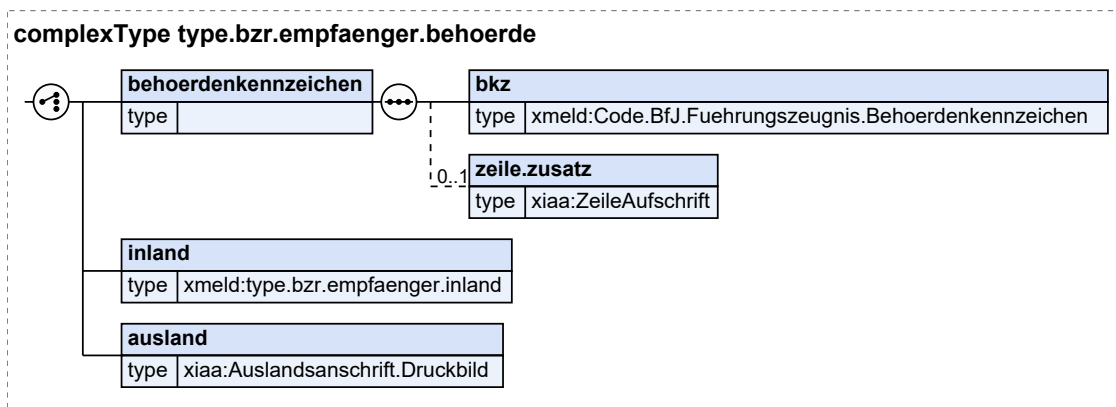 complexType type.bzr.empfaenger.behoerde
behoerdenkennzeichen
type
bkz
type xmeld:Code.BfJ.Fuehrungszeugnis.Behoerdenkennzeichen
0..1
zeile.zusatz
type xiaa:ZeileAufschrift
inland
type xmeld:type.bzr.empfaenger.inland
ausland
type xiaa:Auslandsanschrift.Druckbild